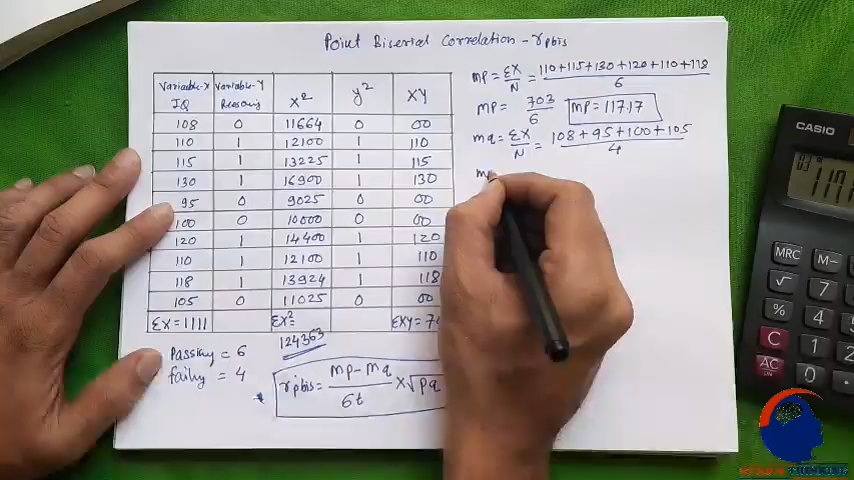 Point Biserial Correlation - rpbis
Variable-X IQ Variable-Y Passing X² y² XY
108 0 11664 0 00
110 1 12100 1 110
115 1 13225 1 115
130 1 16900 1 130
95 0 9025 0 00
100 0 10000 0 00
120 1 14400 1 120
110 1 12100 1 110
118 1 13924 1 118
105 0 11025 0 00
ΣX = 1111 ΣX² = 124363 ΣXY = 7
Passing = 6
failing = 4
rpbis = mp - mq / 6t × √pq
mp = ΣX/N = 110+115+130+120+110+118 / 6
mp = 703/6 mp = 117.17
mq = ΣX/N = 108 + 95 + 100 + 105 / 4
CASIO
MRC M-
√ 7
% 4
C 1
AC 0